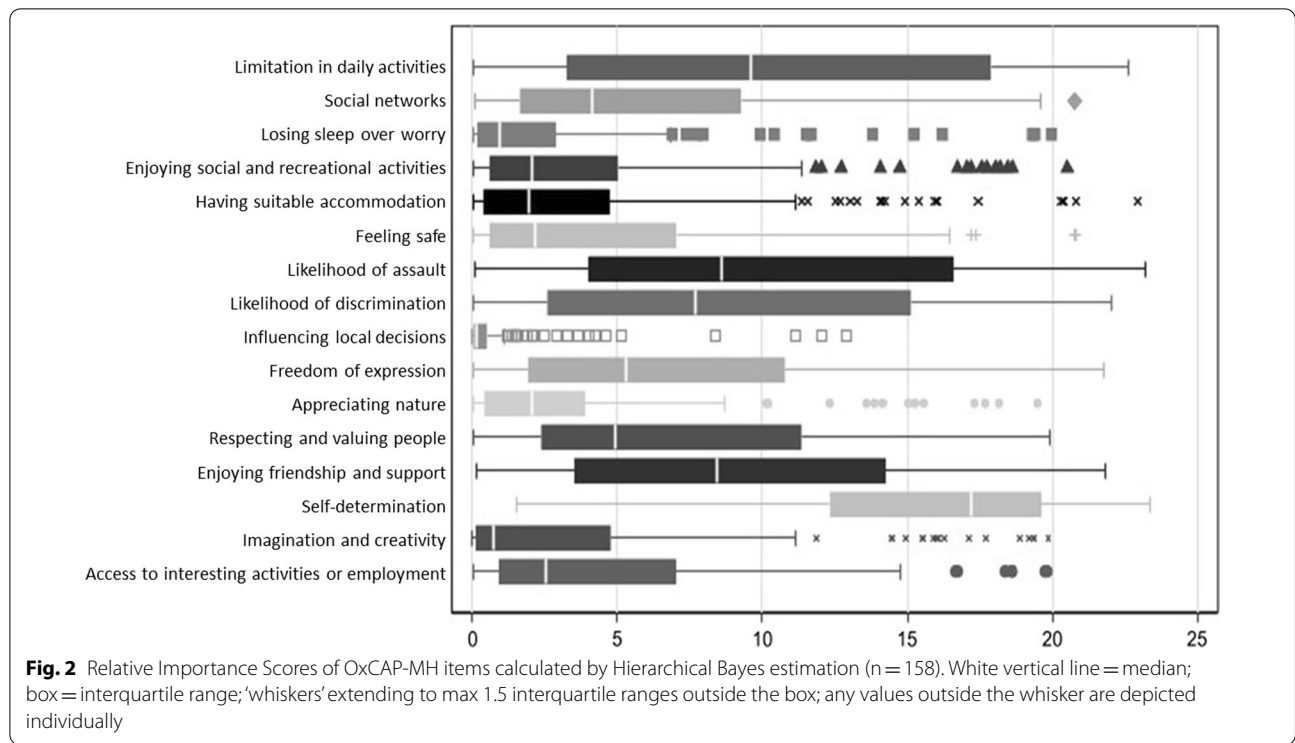 Limitation in daily activities
Social networks
Losing sleep over worry
Enjoying social and recreational activities
Having suitable accommodation
Feeling safe
Likelihood of assault
Likelihood of discrimination
Influencing local decisions
Freedom of expression
Appreciating nature
Respecting and valuing people
Enjoying friendship and support
Self-determination
Imagination and creativity
Access to interesting activities or employment
0 5 10 15 20 25
Fig. 2 Relative Importance Scores of OxCAP-MH items calculated by Hierarchical Bayes estimation (n = 158). White vertical line = median;
box = interquartile range; ‘whiskers’ extending to max 1.5 interquartile ranges outside the box; any values outside the whisker are depicted
individually